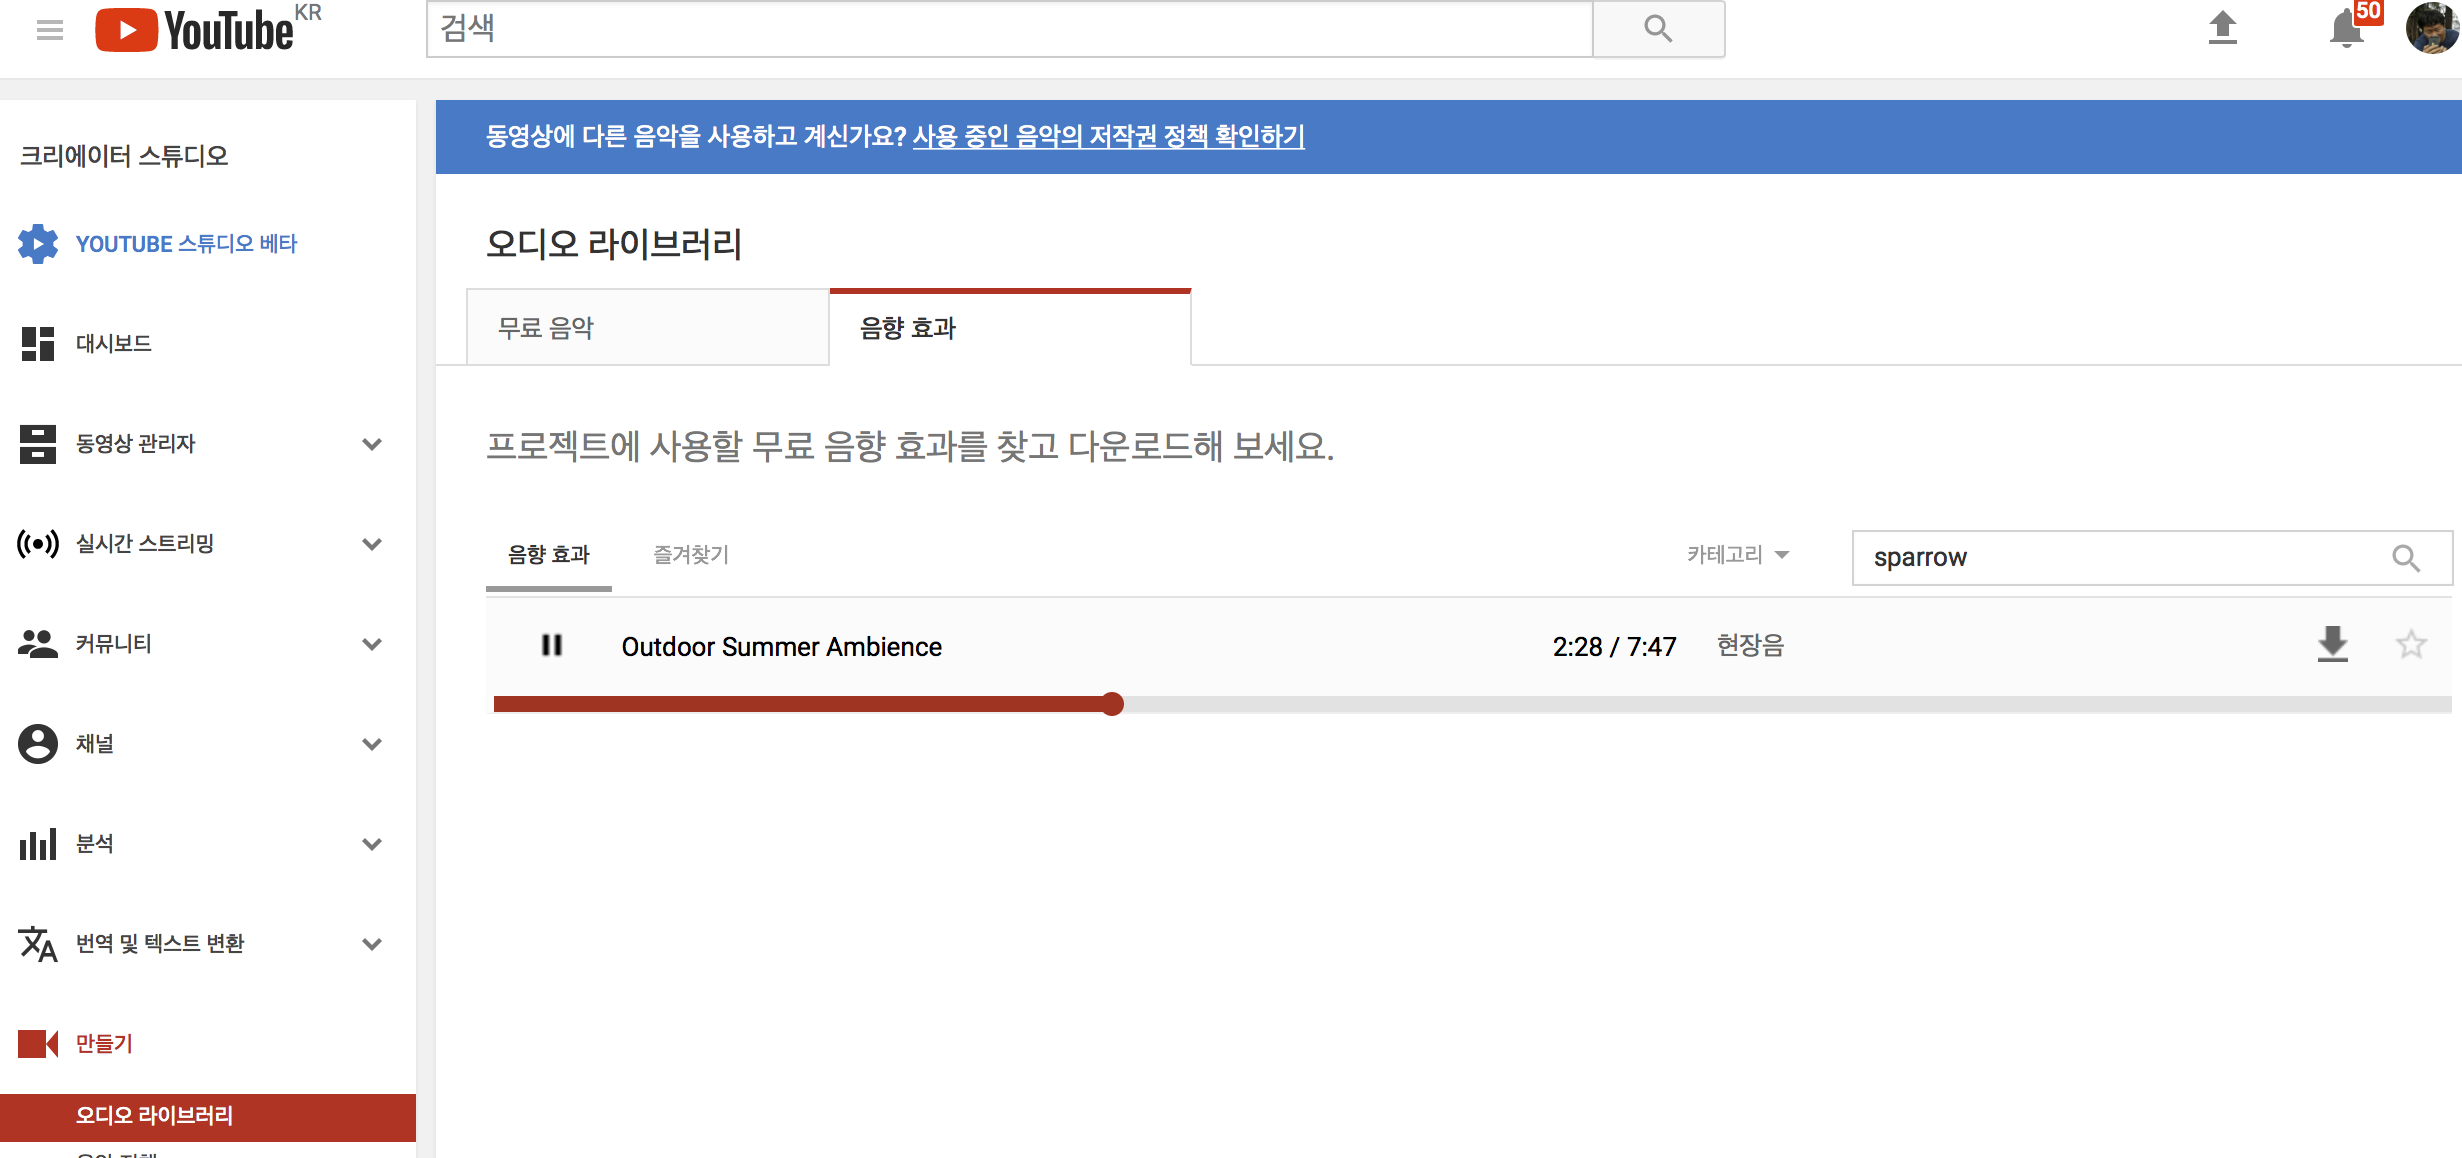 YouTube KR
검색
50
크리에이터 스튜디오
YOUTUBE 스튜디오 베타
대시보드
동영상 관리자
실시간 스트리밍
커뮤니티
채널
분석
번역 및 텍스트 변환
만들기
오디오 라이브러리
동영상에 다른 음악을 사용하고 계신가요? 사용 중인 음악의 저작권 정책 확인하기
오디오 라이브러리
무료 음악
음향 효과
프로젝트에 사용할 무료 음향 효과를 찾고 다운로드해 보세요.
음향 효과
즐겨찾기
카테고리
sparrow
Outdoor Summer Ambience
2:28 / 7:47
현장음